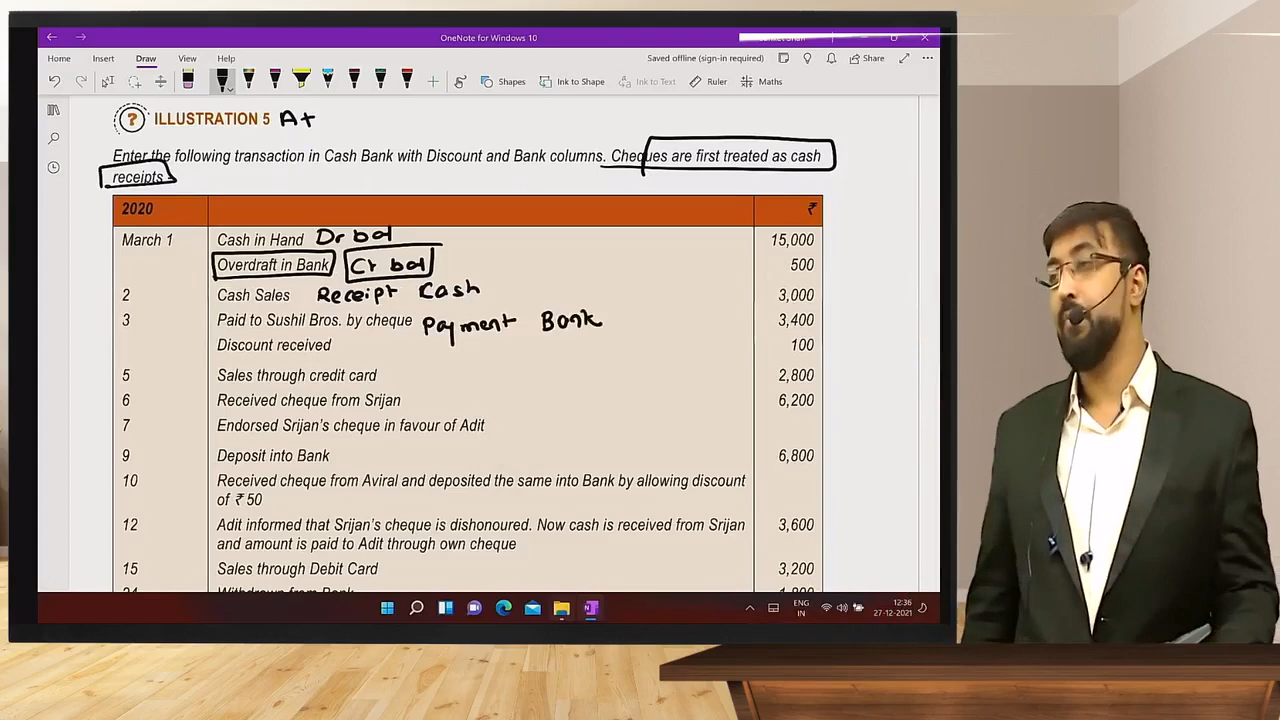 OneNote for Windows 10
Home Insert Draw View Help
Saved offline (sign-in required) Share
Shapes Ink to Shape Ink to Text Ruler Maths
? ILLUSTRATION 5 A+
Enter the following transaction in Cash Bank with Discount and Bank columns. Cheques are first treated as cash
receipts
2020 ₹
March 1 Cash in Hand Dr bal 15,000
Overdraft in Bank Cr bal 500
2 Cash Sales Receipt Cash 3,000
3 Paid to Sushil Bros. by cheque Payment Bank 3,400
Discount received 100
5 Sales through credit card 2,800
6 Received cheque from Srijan 6,200
7 Endorsed Srijan's cheque in favour of Adit
9 Deposit into Bank 6,800
10 Received cheque from Aviral and deposited the same into Bank by allowing discount
of ₹ 50
12 Adit informed that Srijan's cheque is dishonoured. Now cash is received from Srijan 3,600
and amount is paid to Adit through own cheque
15 Sales through Debit Card 3,200
ENG
IN
12:36
27-12-2021